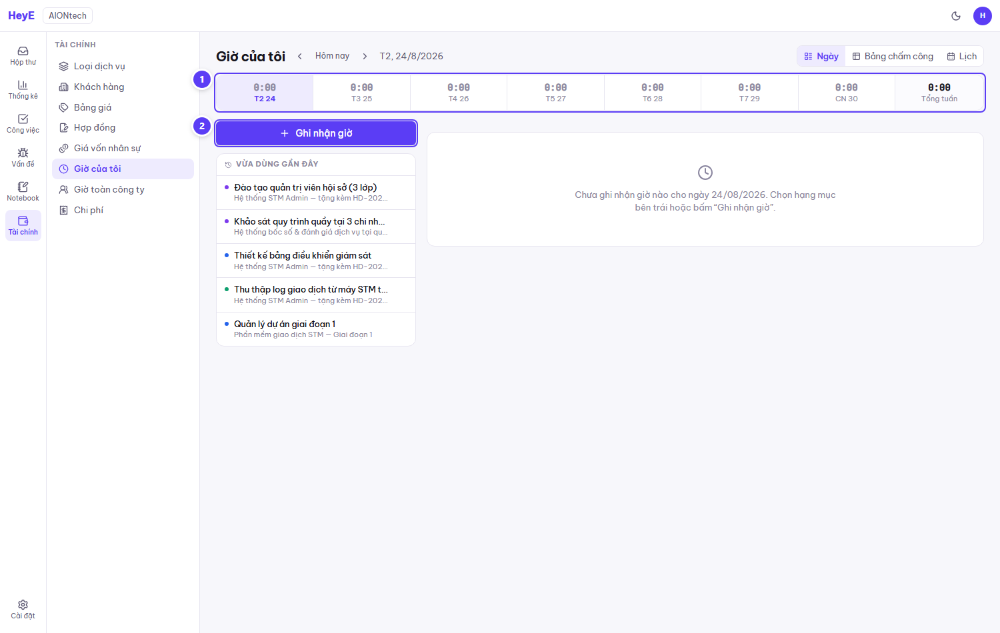 HeyE AIONtech H
Hộp thư
Thống kê
Công việc
Vấn đề
Notebook
Tài chính
Cài đặt
TÀI CHÍNH
Loại dịch vụ
Khách hàng
Bảng giá
Hợp đồng
Giá vốn nhân sự
Giờ của tôi
Giờ toàn công ty
Chi phí
Giờ của tôi Hôm nay T2, 24/8/2026 Ngày Bảng chấm công Lịch
1
0:00 0:00 0:00 0:00 0:00 0:00 0:00 0:00
T2 24 T3 25 T4 26 T5 27 T6 28 T7 29 CN 30 Tổng tuần
2
+ Ghi nhận giờ
VỪA DÙNG GẦN ĐÂY
Đào tạo quản trị viên hội sở (3 lớp)
Hệ thống STM Admin — tặng kèm HD-202...
Khảo sát quy trình quầy tại 3 chi nh...
Hệ thống bốc số & đánh giá dịch vụ tại qu...
Thiết kế bảng điều khiển giám sát
Hệ thống STM Admin — tặng kèm HD-202...
Thu thập log giao dịch từ máy STM t...
Hệ thống STM Admin — tặng kèm HD-202...
Quản lý dự án giai đoạn 1
Phần mềm giao dịch STM — Giai đoạn 1
Chưa ghi nhận giờ nào cho ngày 24/08/2026. Chọn hạng mục
bên trái hoặc bấm “Ghi nhận giờ”.